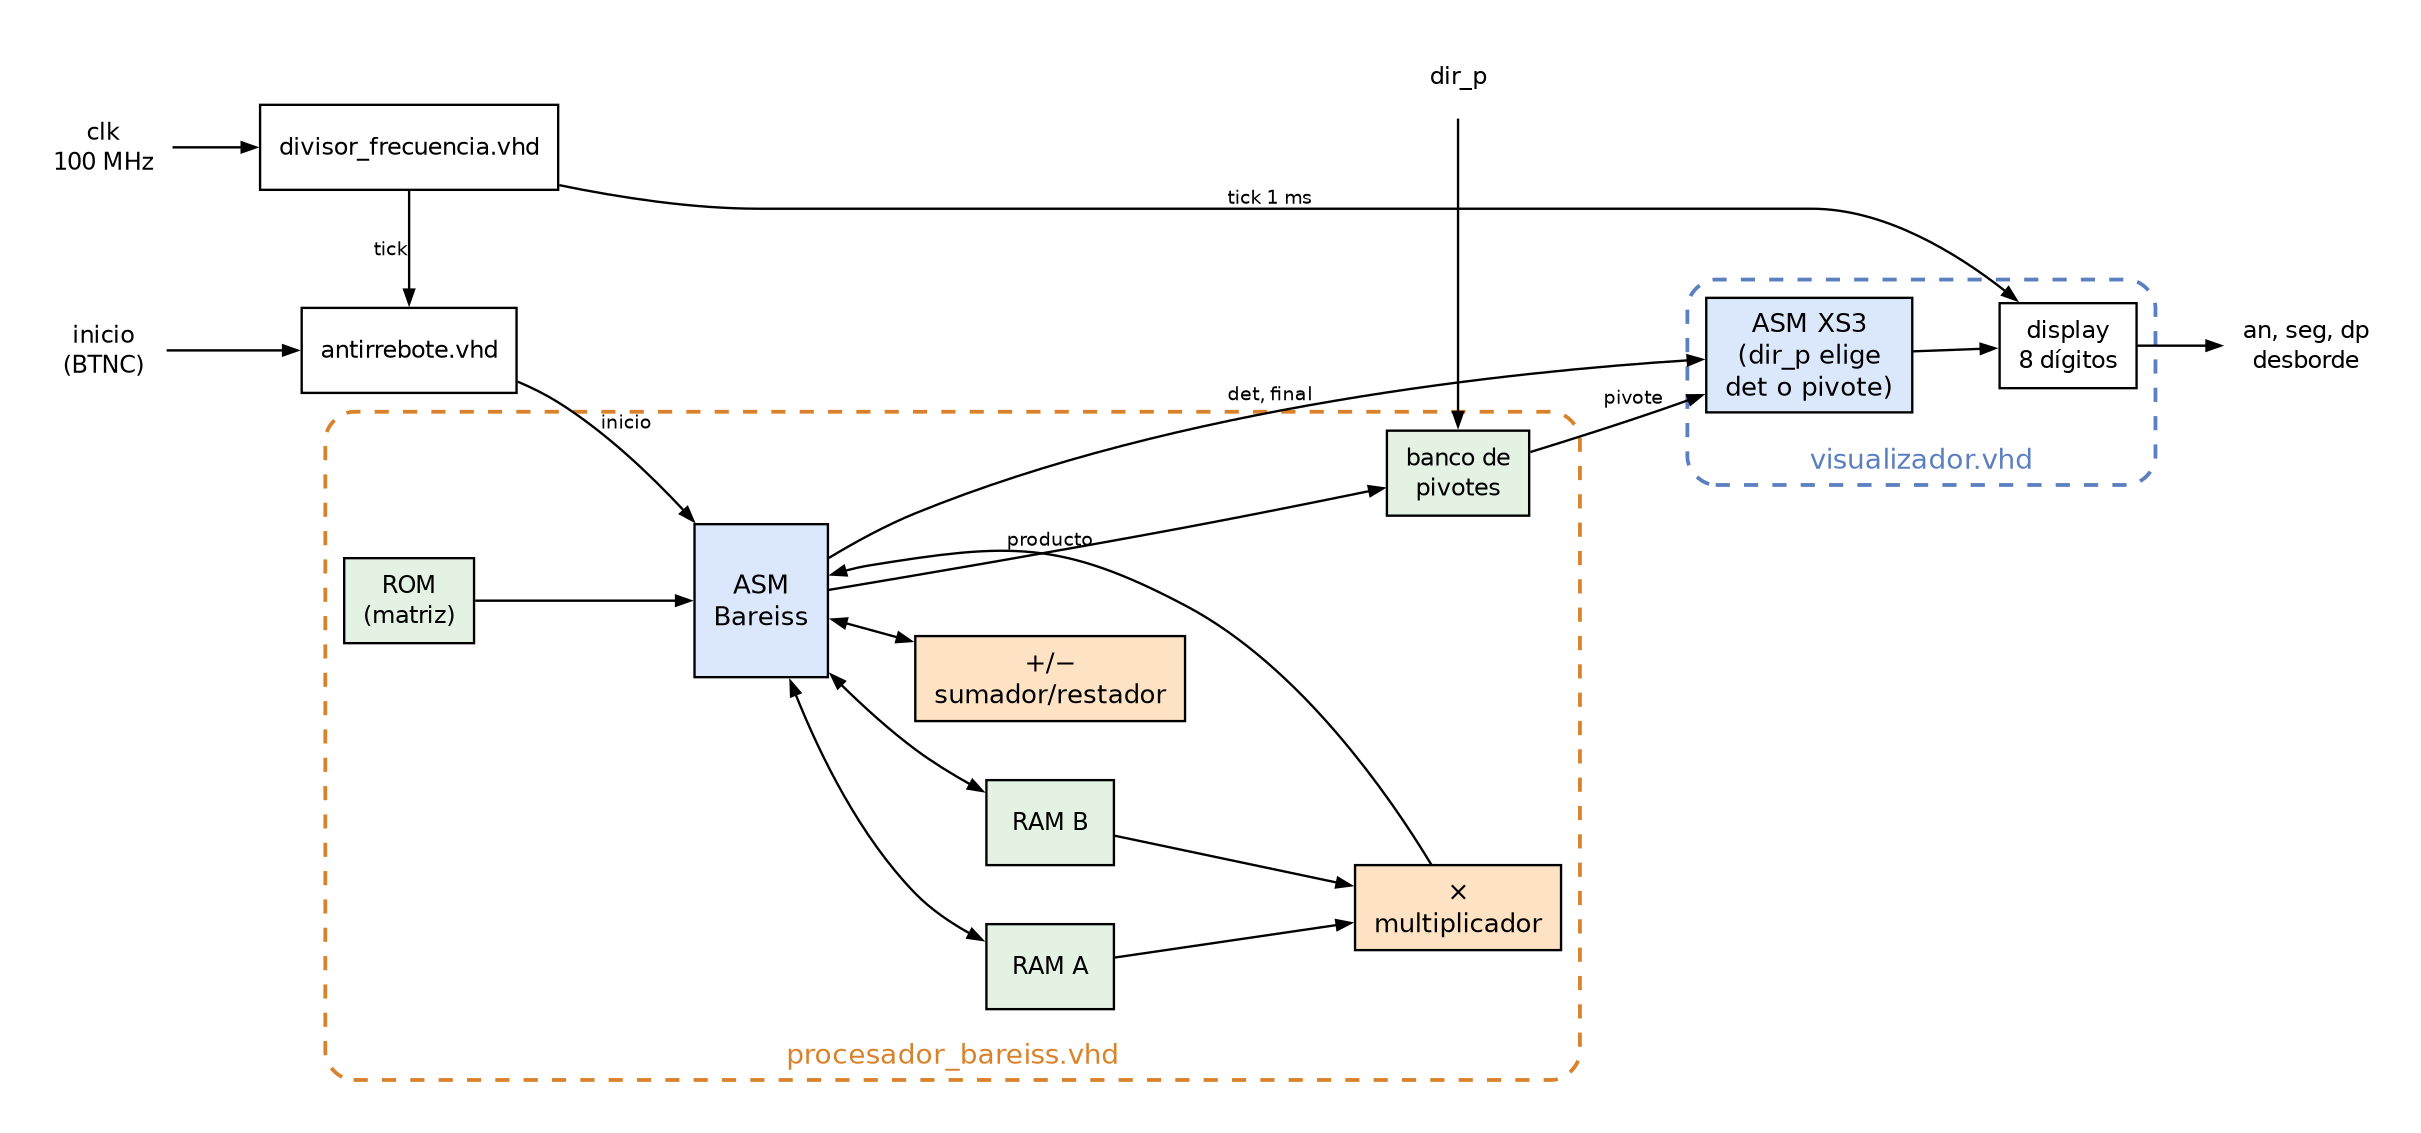 dir_p
clk
100 MHz
divisor_frecuencia.vhd
tick 1 ms
tick
inicio
(BTNC)
antirrebote.vhd
inicio
det, final
pivote
ASM XS3
(dir_p elige
det o pivote)
display
8 dígitos
an, seg, dp
desborde
visualizador.vhd
banco de
pivotes
producto
ROM
(matriz)
ASM
Bareiss
+/−
sumador/restador
RAM B
×
multiplicador
RAM A
procesador_bareiss.vhd